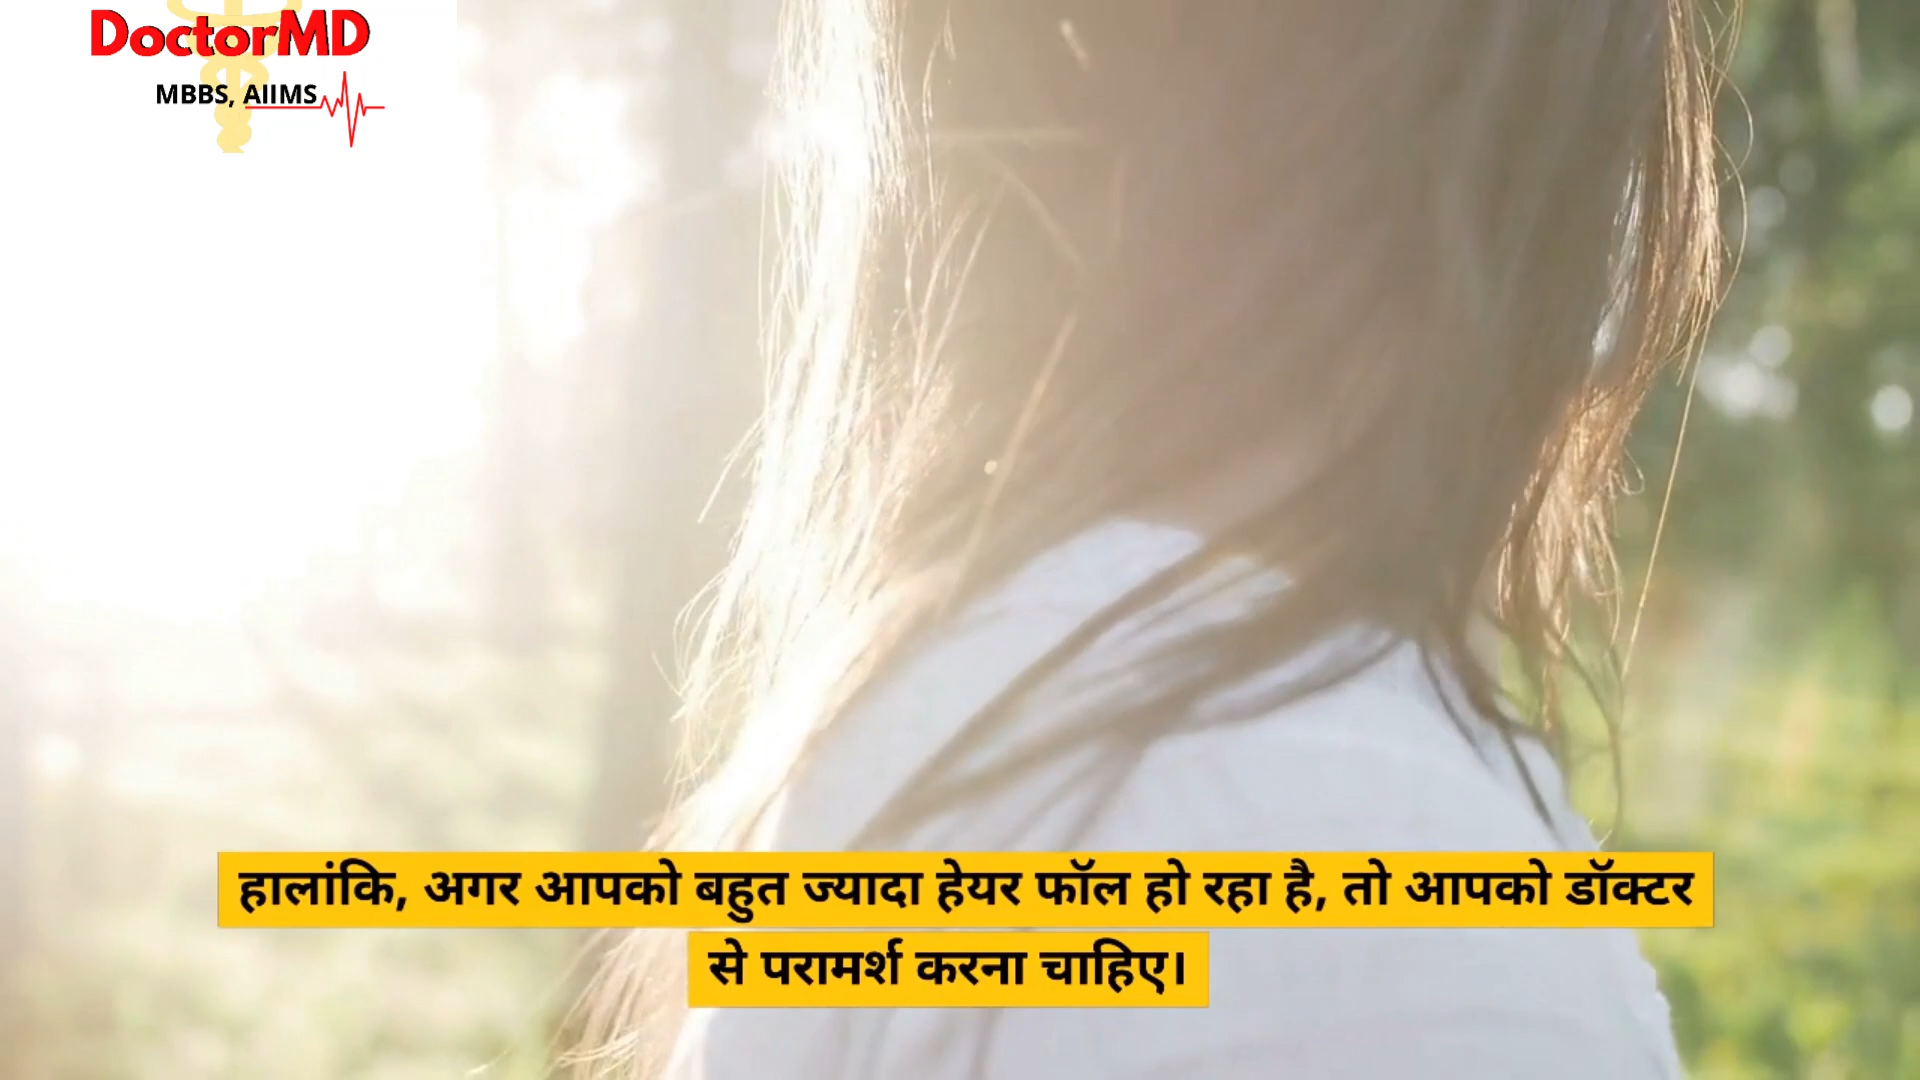 DoctorMD
MBBS, AIIMS
हालांकि, अगर आपको बहुत ज्यादा हेयर फॉल हो रहा है, तो आपको डॉक्टर
से परामर्श करना चाहिए।